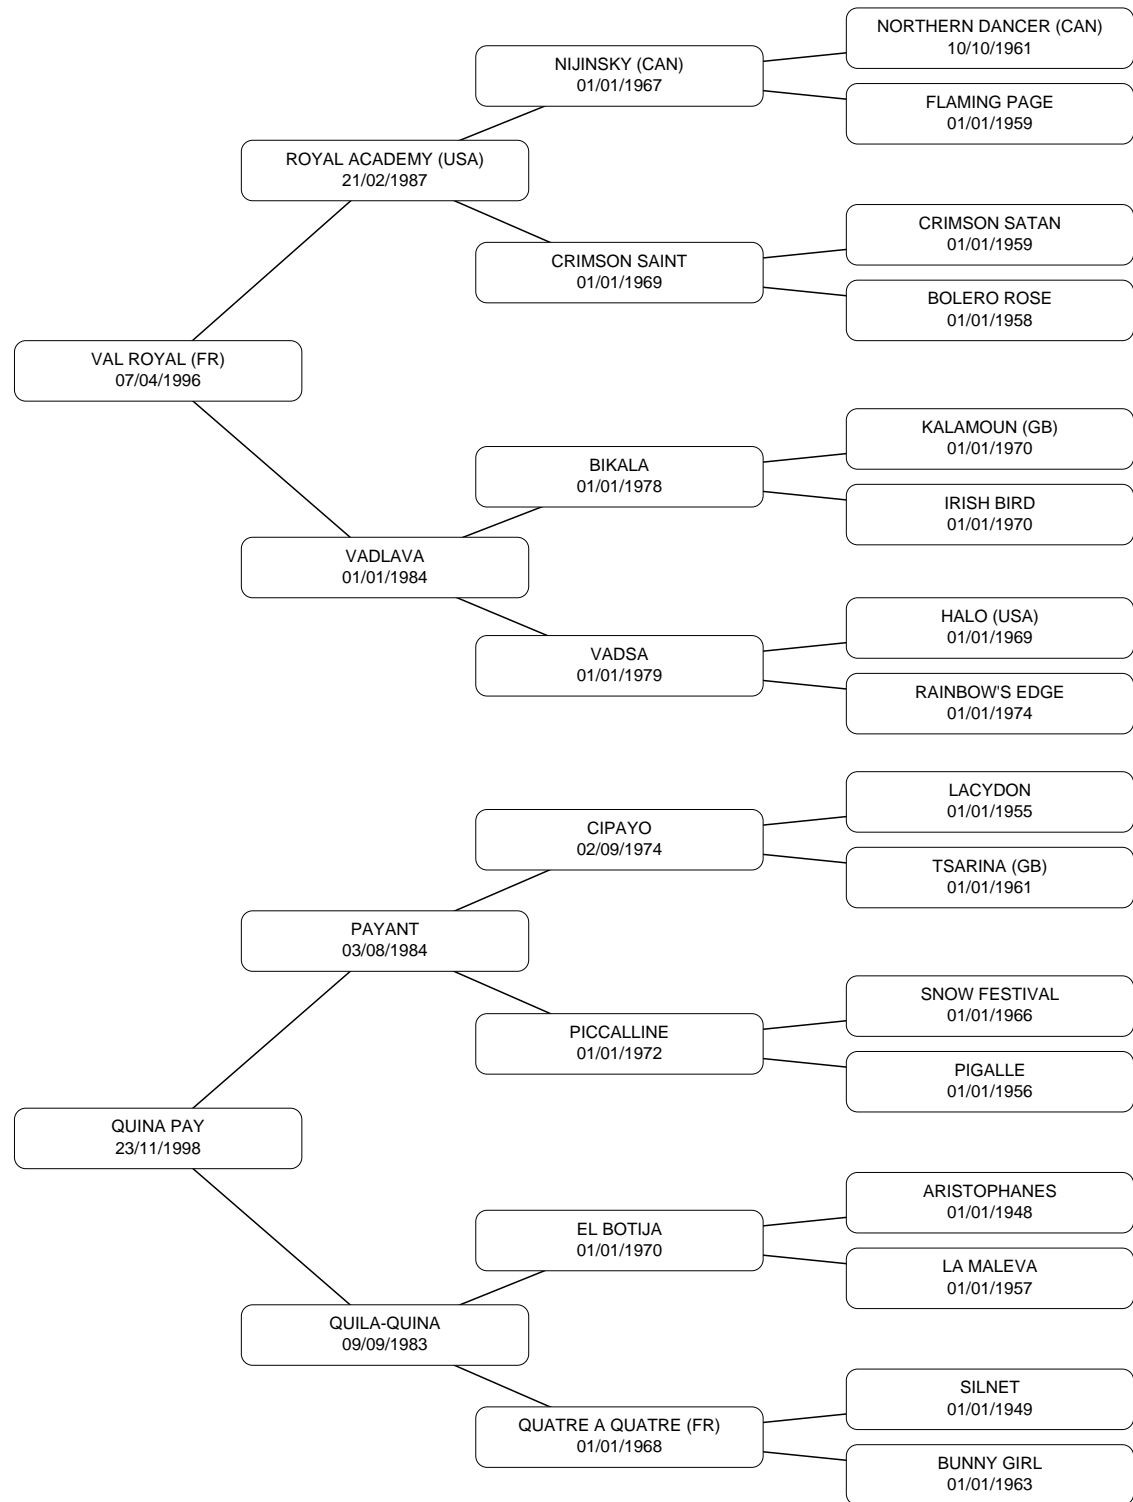 NORTHERN DANCER (CAN)
10/10/1961
NIJINSKY (CAN)
01/01/1967
FLAMING PAGE
01/01/1959
ROYAL ACADEMY (USA)
21/02/1987
CRIMSON SATAN
01/01/1959
CRIMSON SAINT
01/01/1969
BOLERO ROSE
01/01/1958
VAL ROYAL (FR)
07/04/1996
KALAMOUN (GB)
01/01/1970
BIKALA
01/01/1978
IRISH BIRD
01/01/1970
VADLAVA
01/01/1984
HALO (USA)
01/01/1969
VADSA
01/01/1979
RAINBOW'S EDGE
01/01/1974
LACYDON
01/01/1955
CIPAYO
02/09/1974
TSARINA (GB)
01/01/1961
PAYANT
03/08/1984
SNOW FESTIVAL
01/01/1966
PICCALLINE
01/01/1972
PIGALLE
01/01/1956
QUINA PAY
23/11/1998
ARISTOPHANES
01/01/1948
EL BOTIJA
01/01/1970
LA MALEVA
01/01/1957
QUILA-QUINA
09/09/1983
SILNET
01/01/1949
QUATRE A QUATRE (FR)
01/01/1968
BUNNY GIRL
01/01/1963